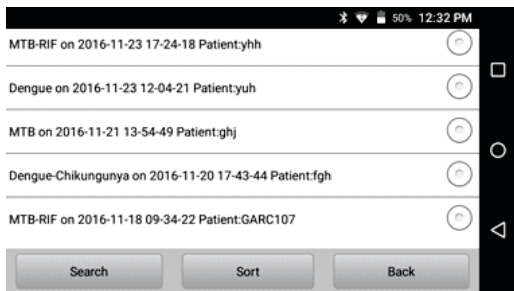 50% 12:32 PM
MTB-RIF on 2016-11-23 17-24-18 Patient:yhh
Dengue on 2016-11-23 12-04-21 Patient:yuh
MTB on 2016-11-21 13-54-49 Patient:ghj
Dengue-Chikungunya on 2016-11-20 17-43-44 Patient:fgh
MTB-RIF on 2016-11-18 09-34-22 Patient:GARC107
Search Sort Back